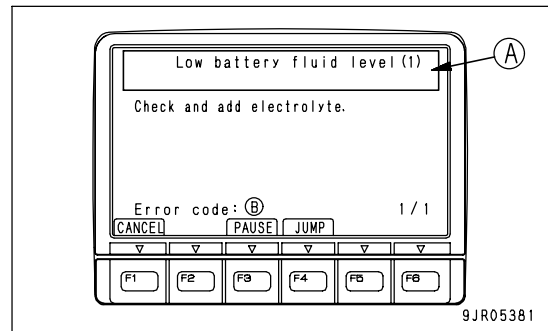 Low battery fluid level(1)
A
Check and add electrolyte.
Error code: B 1/1
CANCEL PAUSE JUMP
F1 F2 F3 F4 F5 F6
9JR05381